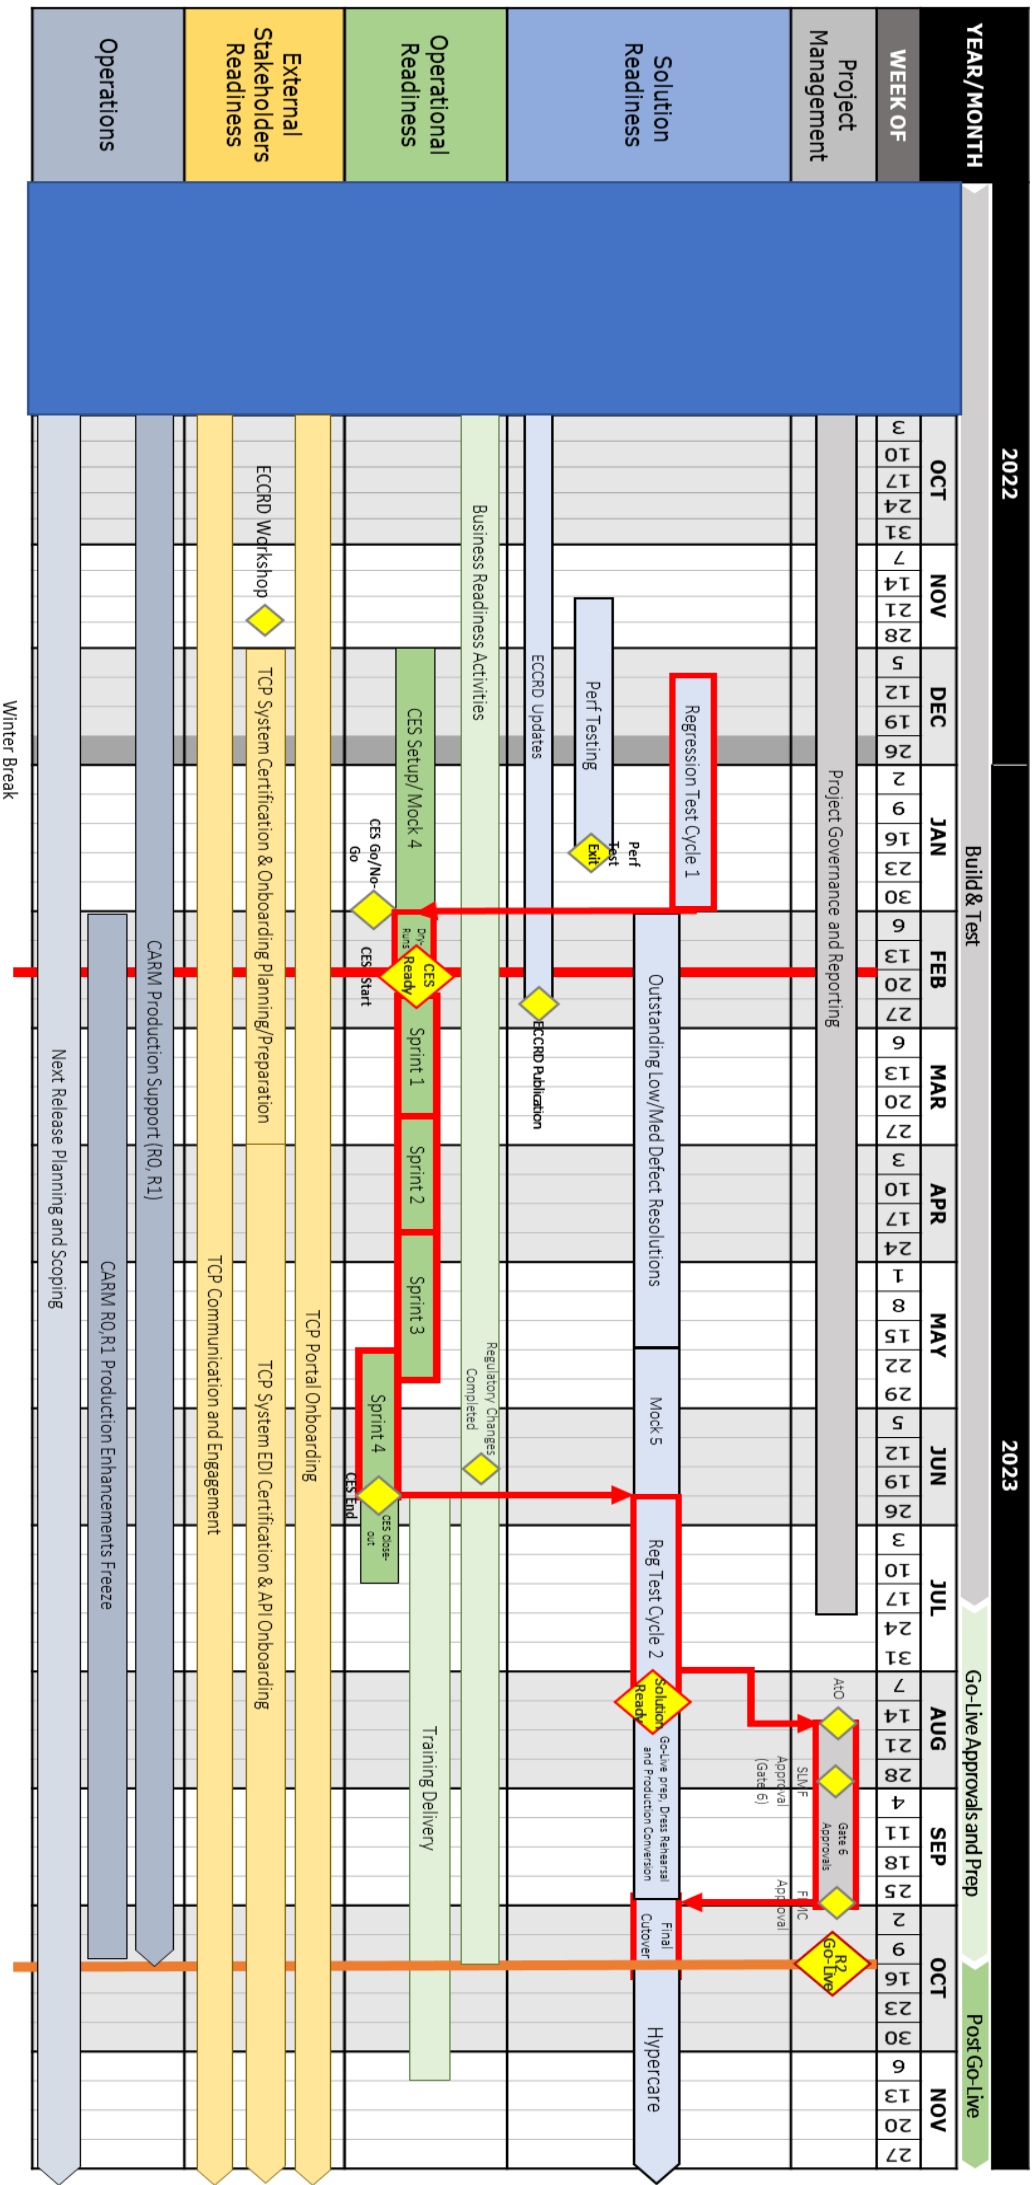 2022
2023
YEAR/MONTH
Build & Test
Go-Live Approvals and Prep
Post Go-Live
OCT
NOV
DEC
JAN
FEB
MAR
APR
MAY
JUN
JUL
AUG
SEP
OCT
NOV
WEEK OF
3
10
17
24
31
7
14
21
28
5
12
19
26
2
9
16
23
30
6
13
20
27
6
13
20
27
3
10
17
24
1
8
15
22
29
5
12
19
26
3
10
17
24
31
7
14
21
28
4
11
18
25
2
9
16
23
30
6
13
20
27
Project
Management
Project Governance and Reporting
AtO
SLMF
Approval
(Gate 6)
Gate 6
Approvals
FMC
Approval
R2
Go-Live
Solution
Readiness
Regression Test Cycle 1
Outstanding Low/Med Defect Resolutions
Mock 5
Reg Test Cycle 2
Solution
Ready
Go-Live prep, Dress Rehearsal
and Production Conversion
Final
Cutover
Hypercare
Perf Testing
Perf
Test
Exit
ECCRD Updates
ECCRD Publication
Operational
Readiness
Business Readiness Activities
Regulatory Changes
Completed
CES Setup/ Mock 4
Dry-
Runs
CES
Ready
Sprint 1
Sprint 2
Sprint 3
Training Delivery
CES Go/No-
Go
CES Start
Sprint 4
CES End
CES Close-
out
External
Stakeholders
Readiness
TCP Portal Onboarding
ECCRD Workshop
TCP System Certification & Onboarding Planning/Preparation
TCP System EDI Certification & API Onboarding
TCP Communication and Engagement
Operations
CARM Production Support (R0, R1)
CARM R0,R1 Production Enhancements Freeze
Next Release Planning and Scoping
Winter Break